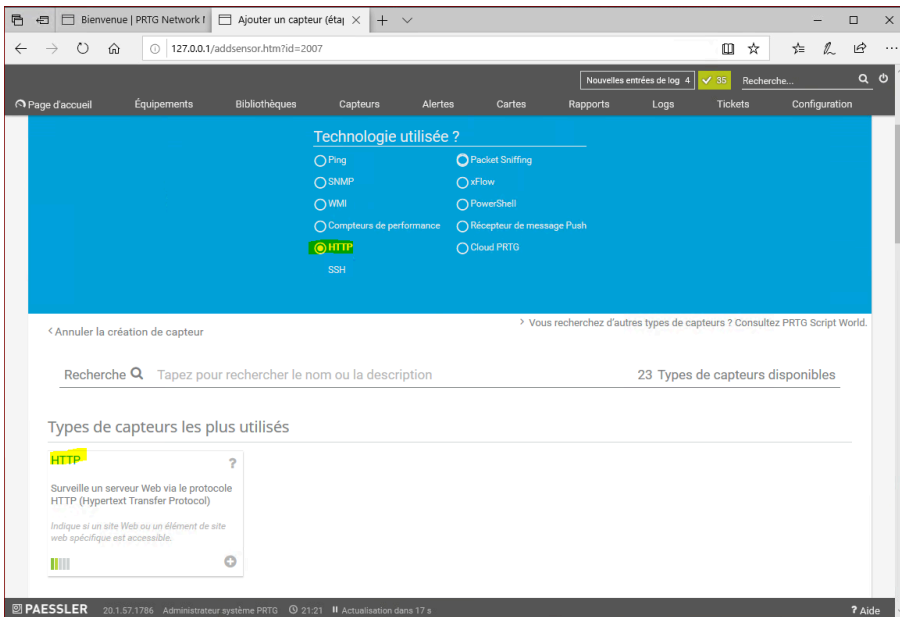 Bienvenue | PRTG Network
Ajouter un capteur (étap
127.0.0.1/addsensor.htm?id=2007
Nouvelles entrées de log 4
35
Recherche...
Page d'accueil Équipements Bibliothèques Capteurs Alertes Cartes Rapports Logs Tickets Configuration
Technologie utilisée ?
Ping
Packet Sniffing
SNMP
xFlow
WMI
PowerShell
Compteurs de performance
Récepteur de message Push
HTTP
Cloud PRTG
SSH
< Annuler la création de capteur
> Vous recherchez d'autres types de capteurs ? Consultez PRTG Script World.
Recherche
Tapez pour rechercher le nom ou la description
23 Types de capteurs disponibles
Types de capteurs les plus utilisés
HTTP
?
Surveille un serveur Web via le protocole
HTTP (Hypertext Transfer Protocol)
Indique si un site Web ou un élément de site
web spécifique est accessible.
PAESSLER 20.1.57.1786 Administrateur système PRTG 21:21 Actualisation dans 17 s ? Aide